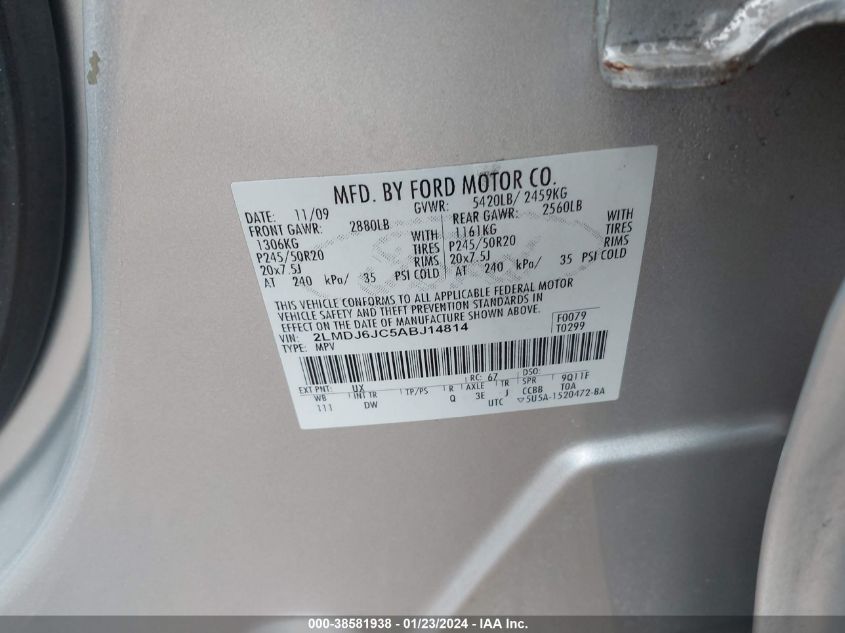 MFD. BY FORD MOTOR CO.
DATE: 11/09 GVWR: 5420LB/ 2459KG
FRONT GAWR: 2880LB REAR GAWR: 2560LB
1306KG WITH 1161KG WITH
P245/50R20 TIRES P245/50R20 TIRES
20x7.5J RIMS 20x7.5J RIMS
AT 240 kPa/ 35 PSI COLD AT 240 kPa/ 35 PSI COLD
THIS VEHICLE CONFORMS TO ALL APPLICABLE FEDERAL MOTOR
VEHICLE SAFETY AND THEFT PREVENTION STANDARDS IN
EFFECT ON THE DATE OF MANUFACTURE SHOWN ABOVE.
VIN: 2LMDJ6JC5ABJ14814 F0079
TYPE: MPV T0299
EXT PNT: UX RC: 67 DSO: 9Q11F
WB INT TR TP/PS R AXLE TR SPR TOA
111 DW Q 3E J CCBB
UTC ▽5U5A-1520472-BA
000-38581938 - 01/23/2024 - IAA Inc.